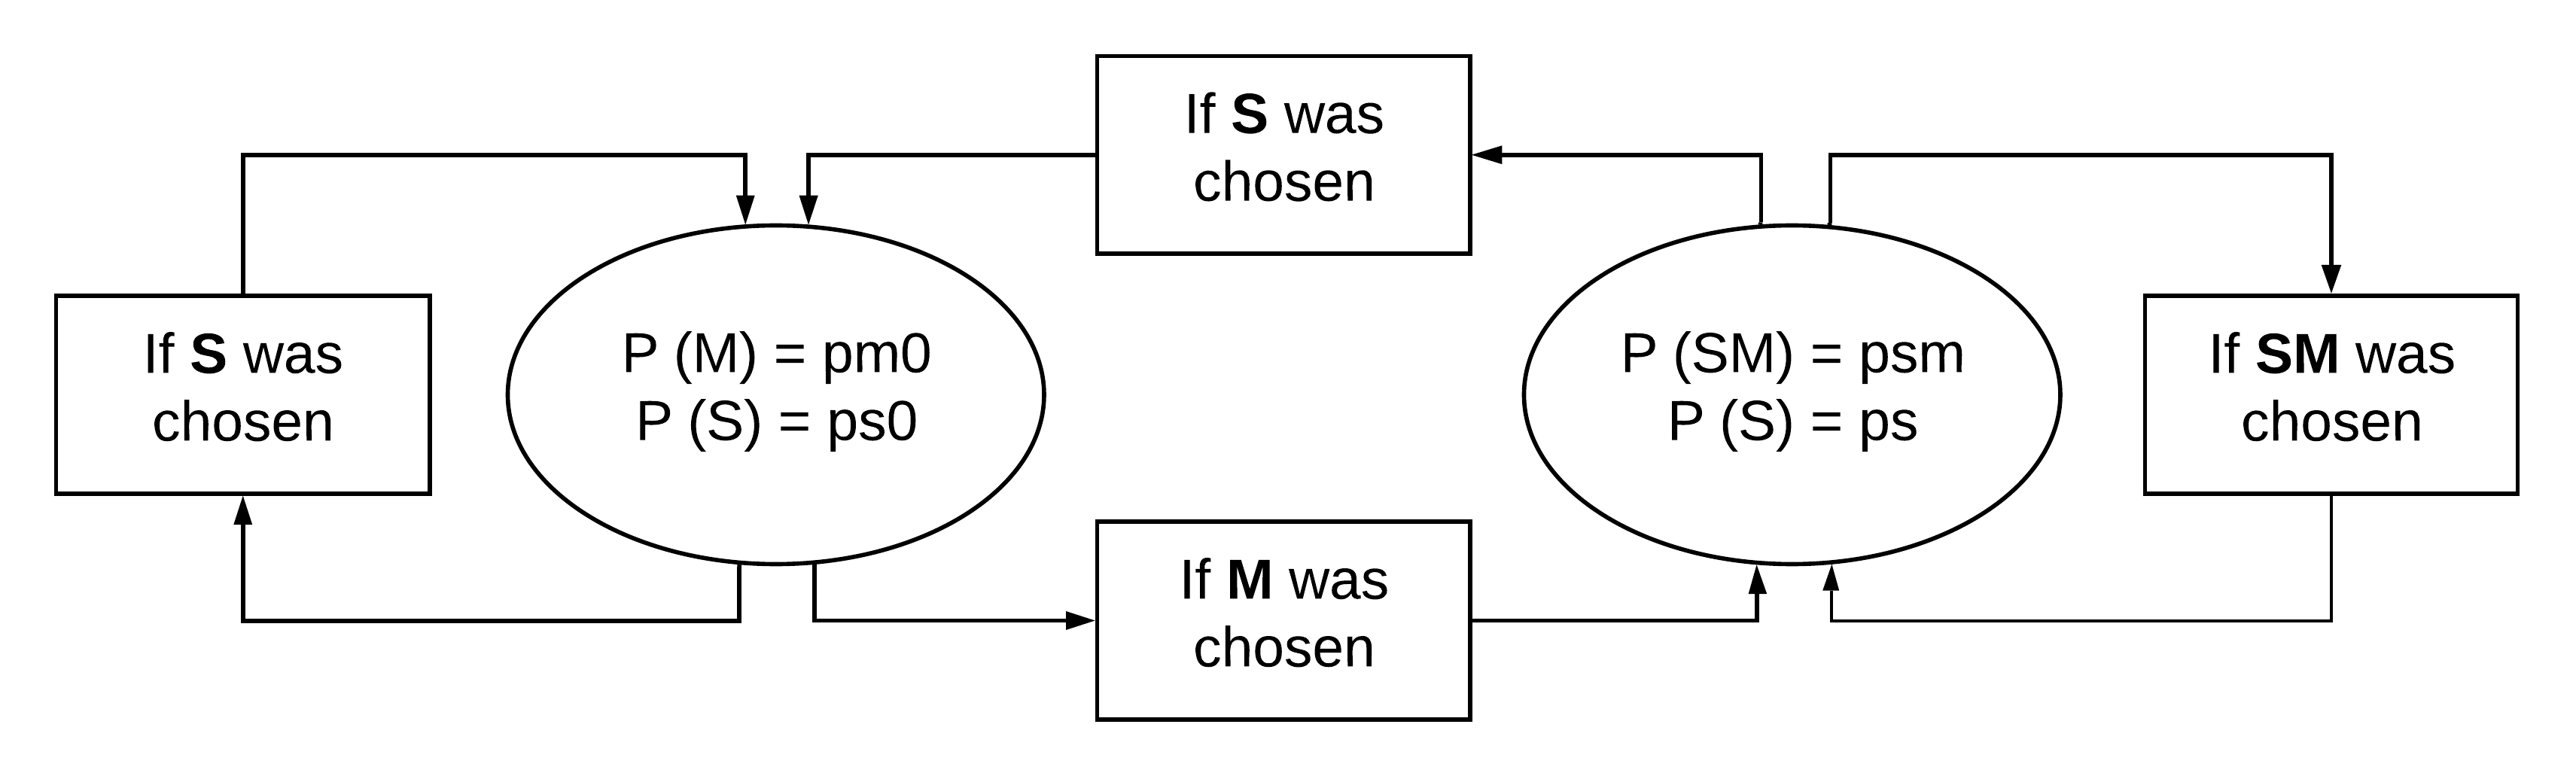 If S was
chosen
If S was
chosen
P (M) = pm0
P (S) = ps0
P (SM) = psm
P (S) = ps
If SM was
chosen
If M was
chosen